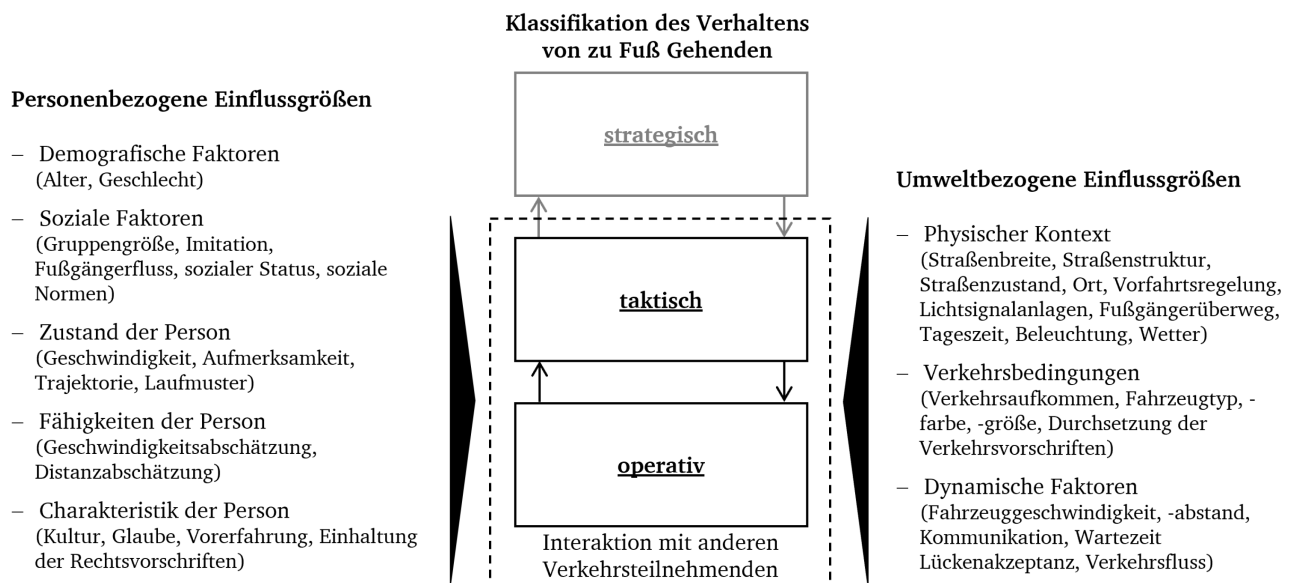 Klassifikation des Verhaltens
von zu Fuß Gehenden
Personenbezogene Einflussgrößen
– Demografische Faktoren
(Alter, Geschlecht)
– Soziale Faktoren
(Gruppengröße, Imitation,
Fußgängerfluss, sozialer Status, soziale
Normen)
– Zustand der Person
(Geschwindigkeit, Aufmerksamkeit,
Trajektorie, Laufmuster)
– Fähigkeiten der Person
(Geschwindigkeitsabschätzung,
Distanzabschätzung)
– Charakteristik der Person
(Kultur, Glaube, Vorerfahrung, Einhaltung
der Rechtsvorschriften)
strategisch
taktisch
operativ
Interaktion mit anderen
Verkehrsteilnehmenden
Umweltbezogene Einflussgrößen
– Physischer Kontext
(Straßenbreite, Straßenstruktur,
Straßenzustand, Ort, Vorfahrtsregelung,
Lichtsignalanlagen, Fußgängerüberweg,
Tageszeit, Beleuchtung, Wetter)
– Verkehrsbedingungen
(Verkehrsaufkommen, Fahrzeugtyp, -
farbe, -größe, Durchsetzung der
Verkehrsvorschriften)
– Dynamische Faktoren
(Fahrzeuggeschwindigkeit, -abstand,
Kommunikation, Wartezeit
Lückenakzeptanz, Verkehrsfluss)